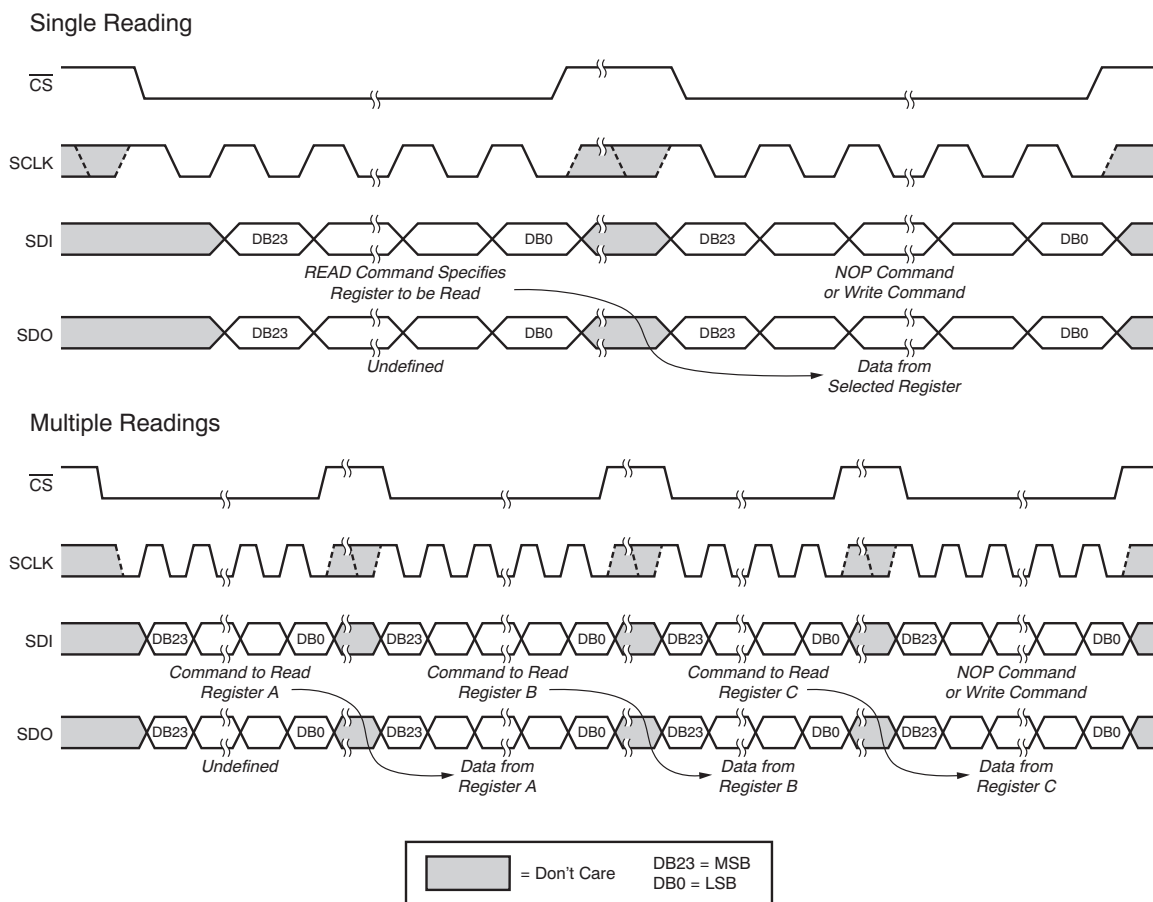 Single Reading
CS
SCLK
SDI
DB23
DB0
DB23
DB0
READ Command Specifies
Register to be Read
NOP Command
or Write Command
SDO
DB23
DB0
DB23
DB0
Undefined
Data from
Selected Register
Multiple Readings
CS
SCLK
SDI
DB23
DB0
DB23
DB0
DB23
DB0
DB23
DB0
Command to Read
Register A
Command to Read
Register B
Command to Read
Register C
NOP Command
or Write Command
SDO
DB23
DB0
DB23
DB0
DB23
DB0
DB23
DB0
Undefined
Data from
Register A
Data from
Register B
Data from
Register C
= Don't Care
DB23 = MSB
DB0 = LSB